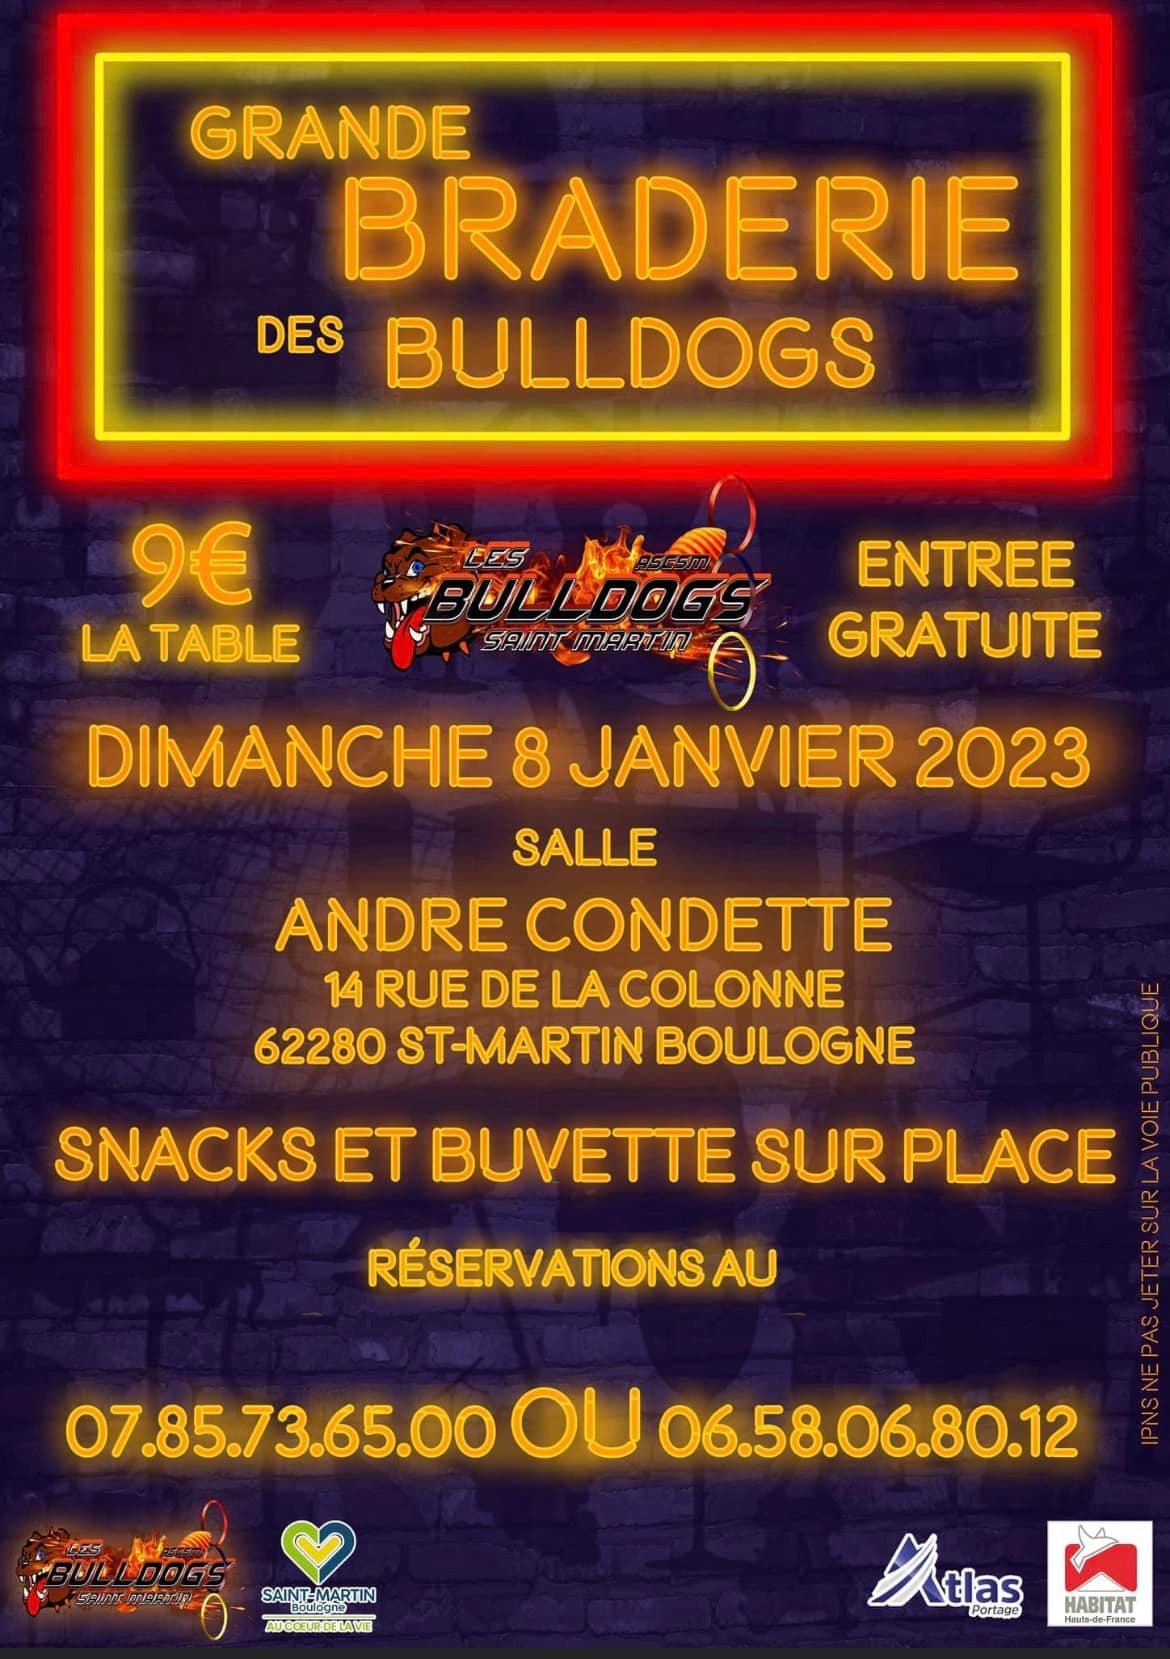 GRANDE
BRADERIE
DES BULLDOGS
9€
LA TABLE
LES ASCSM
BULLDOGS
SAINT MARTIN
ENTREE
GRATUITE
DIMANCHE 8 JANVIER 2023
SALLE
ANDRE CONDETTE
14 RUE DE LA COLONNE
62280 ST-MARTIN BOULOGNE
SNACKS ET BUVETTE SUR PLACE
RÉSERVATIONS AU
07.85.73.65.00 OU 06.58.06.80.12
IPNS NE PAS JETER SUR LA VOIE PUBLIQUE
LES ASCSM
BULLDOGS
SAINT MARTIN
SAINT-MARTIN
Boulogne
AU COEUR DE LA VIE
Atlas
Portage
HABITAT
Hauts-de-France